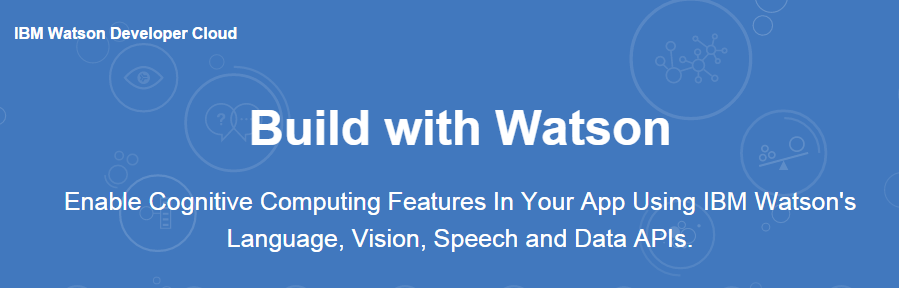 IBM Watson Developer Cloud
Build with Watson
Enable Cognitive Computing Features In Your App Using IBM Watson's
Language, Vision, Speech and Data APIs.